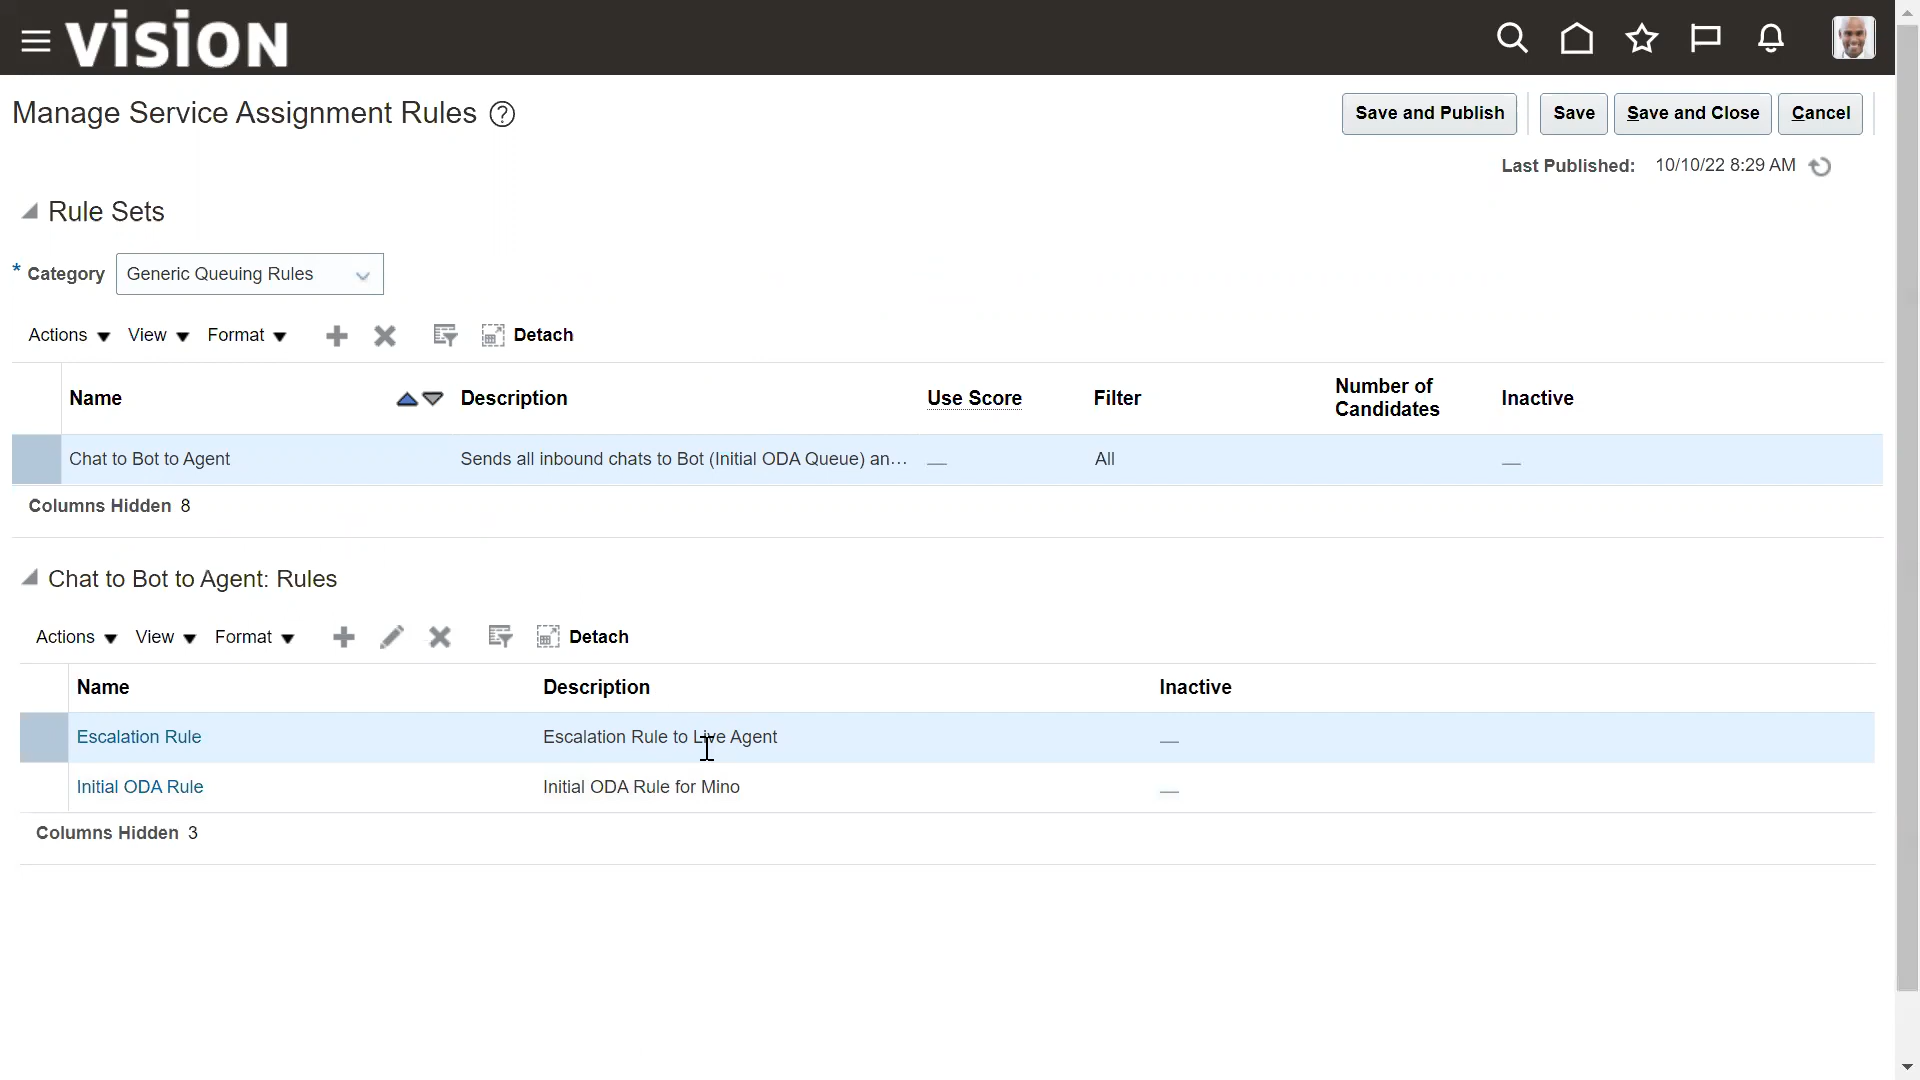 vision
Manage Service Assignment Rules ?
Save and Publish Save Save and Close Cancel
Last Published: 10/10/22 8:29 AM
Rule Sets
* Category Generic Queuing Rules
Actions View Format Detach
Name Description Use Score Filter Number of Candidates Inactive
Chat to Bot to Agent Sends all inbound chats to Bot (Initial ODA Queue) an... — All —
Columns Hidden 8
Chat to Bot to Agent: Rules
Actions View Format Detach
Name Description Inactive
Escalation Rule Escalation Rule to Live Agent —
Initial ODA Rule Initial ODA Rule for Mino —
Columns Hidden 3